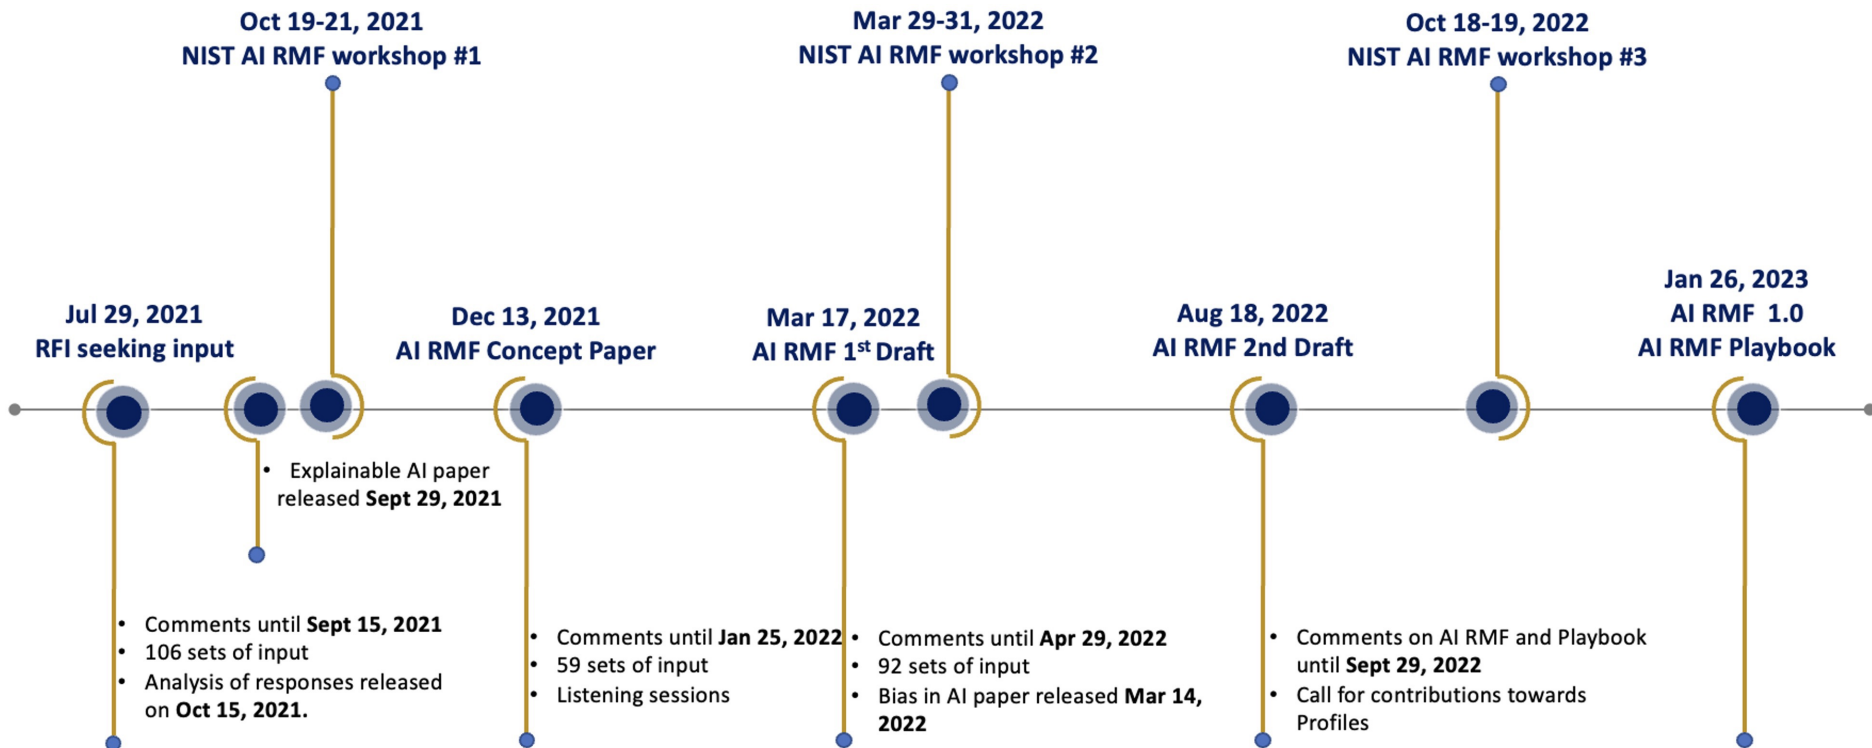 Oct 19-21, 2021
NIST AI RMF workshop #1
Mar 29-31, 2022
NIST AI RMF workshop #2
Oct 18-19, 2022
NIST AI RMF workshop #3
Jul 29, 2021
RFI seeking input
Dec 13, 2021
AI RMF Concept Paper
Mar 17, 2022
AI RMF 1st Draft
Aug 18, 2022
AI RMF 2nd Draft
Jan 26, 2023
AI RMF 1.0
AI RMF Playbook
• Explainable AI paper
released Sept 29, 2021
• Comments until Sept 15, 2021
• 106 sets of input
• Analysis of responses released
on Oct 15, 2021.
• Comments until Jan 25, 2022
• 59 sets of input
• Listening sessions
• Comments until Apr 29, 2022
• 92 sets of input
• Bias in AI paper released Mar 14,
2022
• Comments on AI RMF and Playbook
until Sept 29, 2022
• Call for contributions towards
Profiles